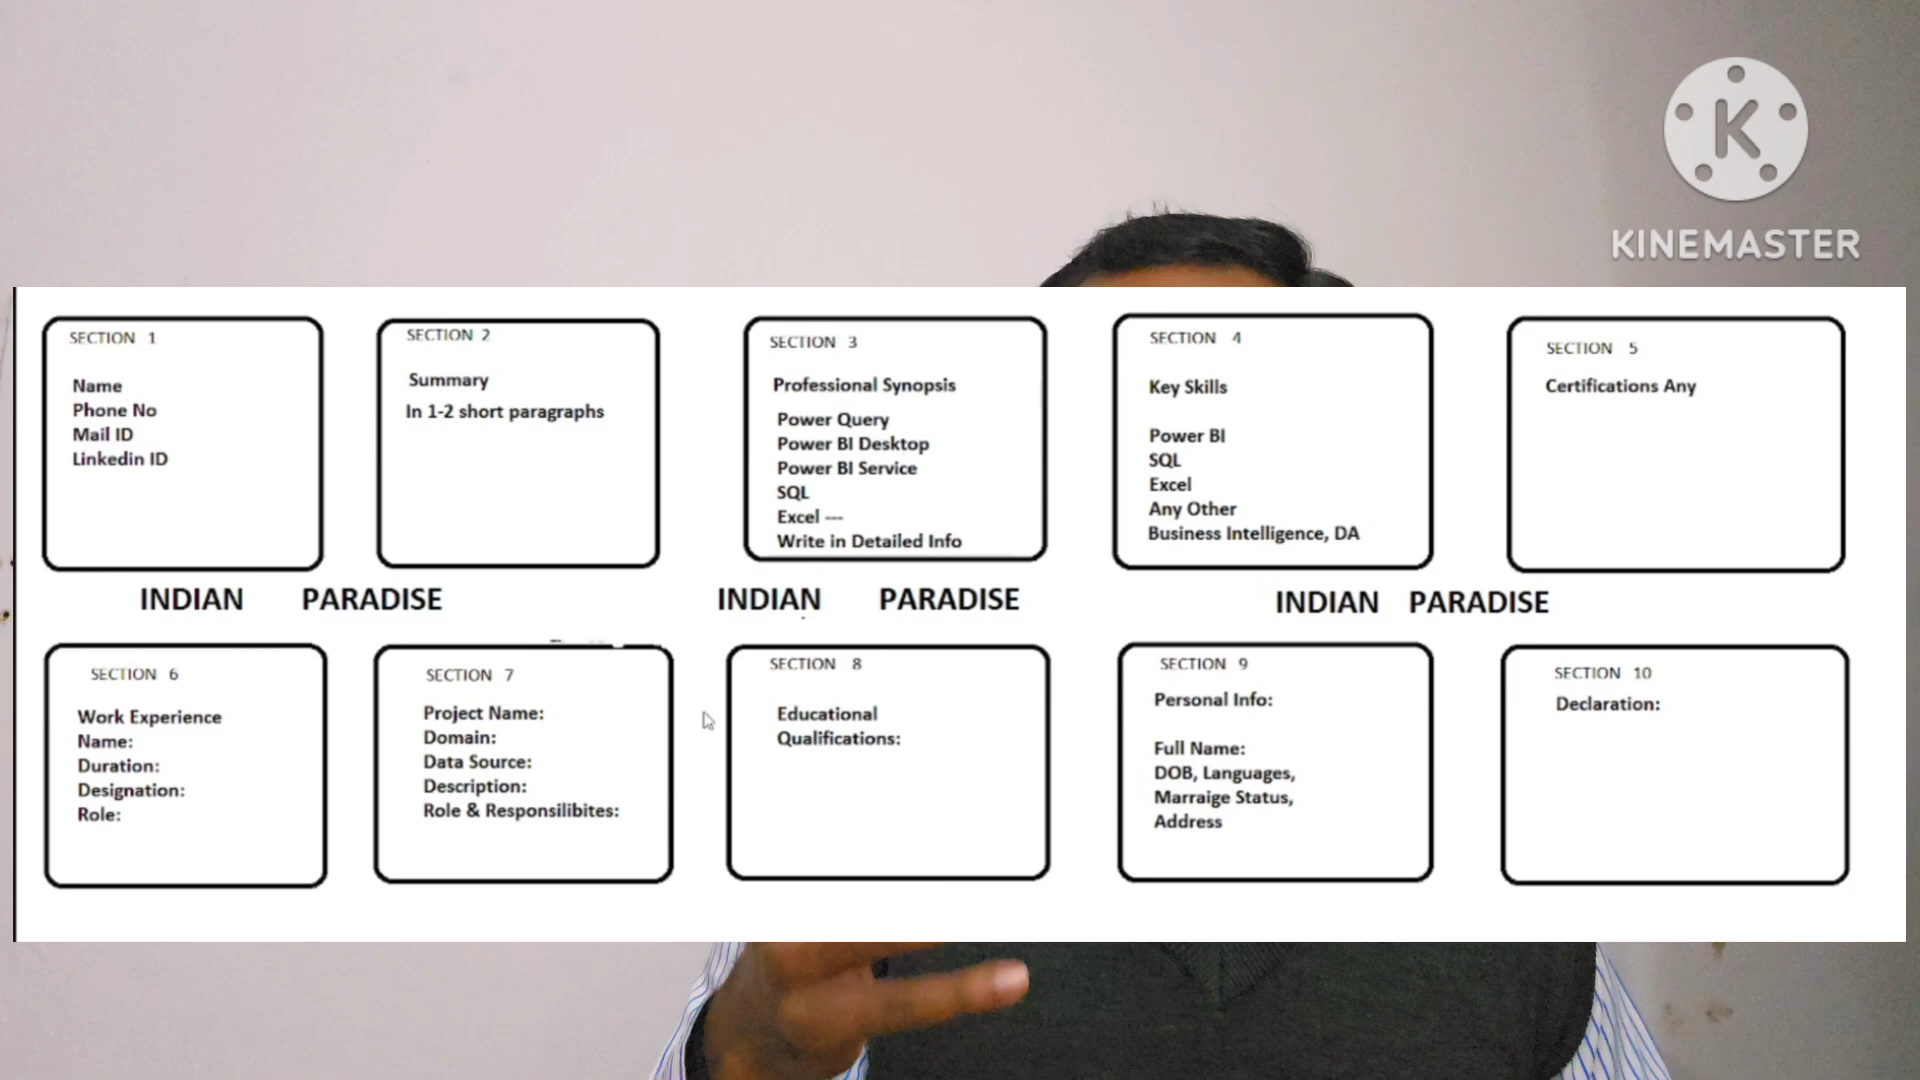 KINEMASTER
SECTION 1
Name
Phone No
Mail ID
Linkedin ID
SECTION 2
Summary
In 1-2 short paragraphs
SECTION 3
Professional Synopsis
Power Query
Power BI Desktop
Power BI Service
SQL
Excel ---
Write in Detailed Info
SECTION 4
Key Skills
Power BI
SQL
Excel
Any Other
Business Intelligence, DA
SECTION 5
Certifications Any
INDIAN PARADISE
INDIAN PARADISE
INDIAN PARADISE
SECTION 6
Work Experience
Name:
Duration:
Designation:
Role:
SECTION 7
Project Name:
Domain:
Data Source:
Description:
Role & Responsilibites:
SECTION 8
Educational
Qualifications:
SECTION 9
Personal Info:
Full Name:
DOB, Languages,
Marraige Status,
Address
SECTION 10
Declaration: